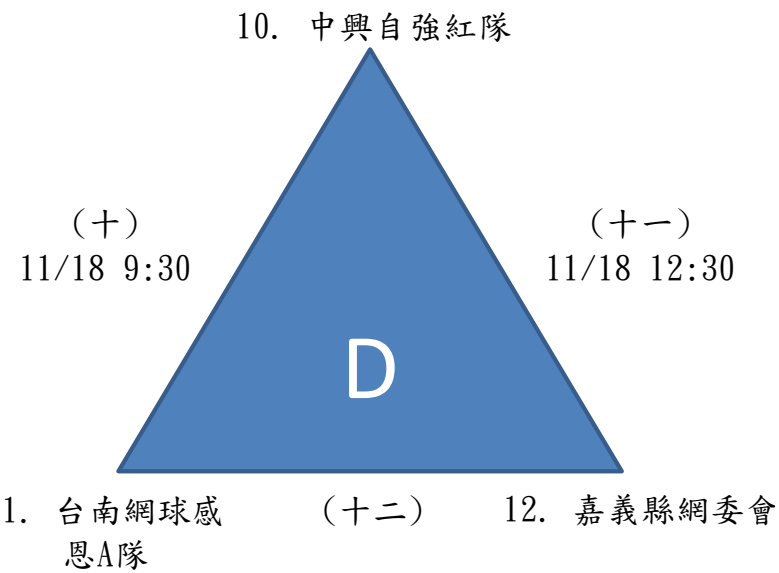 10. 中興自強紅隊
(十)
11/18 9:30
(十一)
11/18 12:30
D
1. 台南網球感
恩A隊
(十二)
12. 嘉義縣網委會